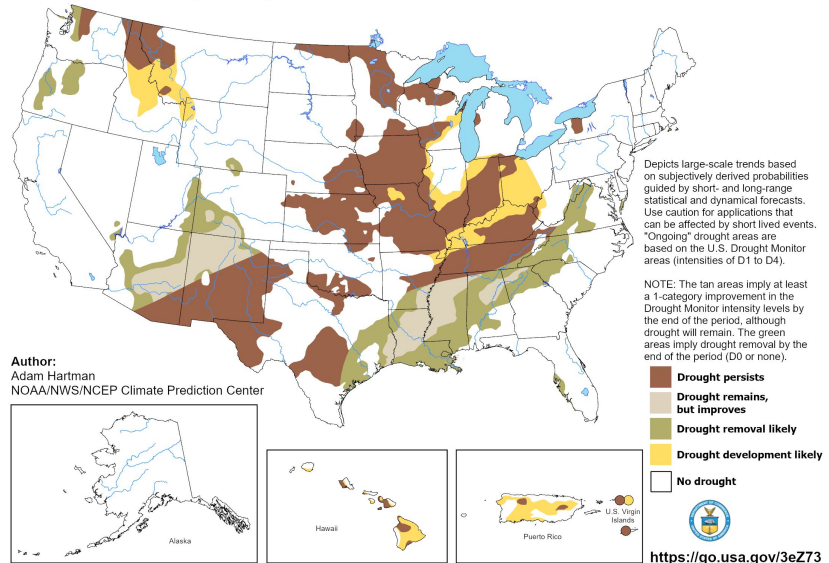 Depicts large-scale trends based
on subjectively derived probabilities
guided by short- and long-range
statistical and dynamical forecasts.
Use caution for applications that
can be affected by short lived events.
"Ongoing" drought areas are
based on the U.S. Drought Monitor
areas (intensities of D1 to D4).
NOTE: The tan areas imply at least
a 1-category improvement in the
Drought Monitor intensity levels by
the end of the period, although
drought will remain. The green
areas imply drought removal by the
end of the period (D0 or none).
Author:
Adam Hartman
NOAA/NWS/NCEP Climate Prediction Center
Drought persists
Drought remains,
but improves
Drought removal likely
Drought development likely
No drought
Alaska
Hawaii
Puerto Rico
U.S. Virgin
Islands
https://go.usa.gov/3eZ73